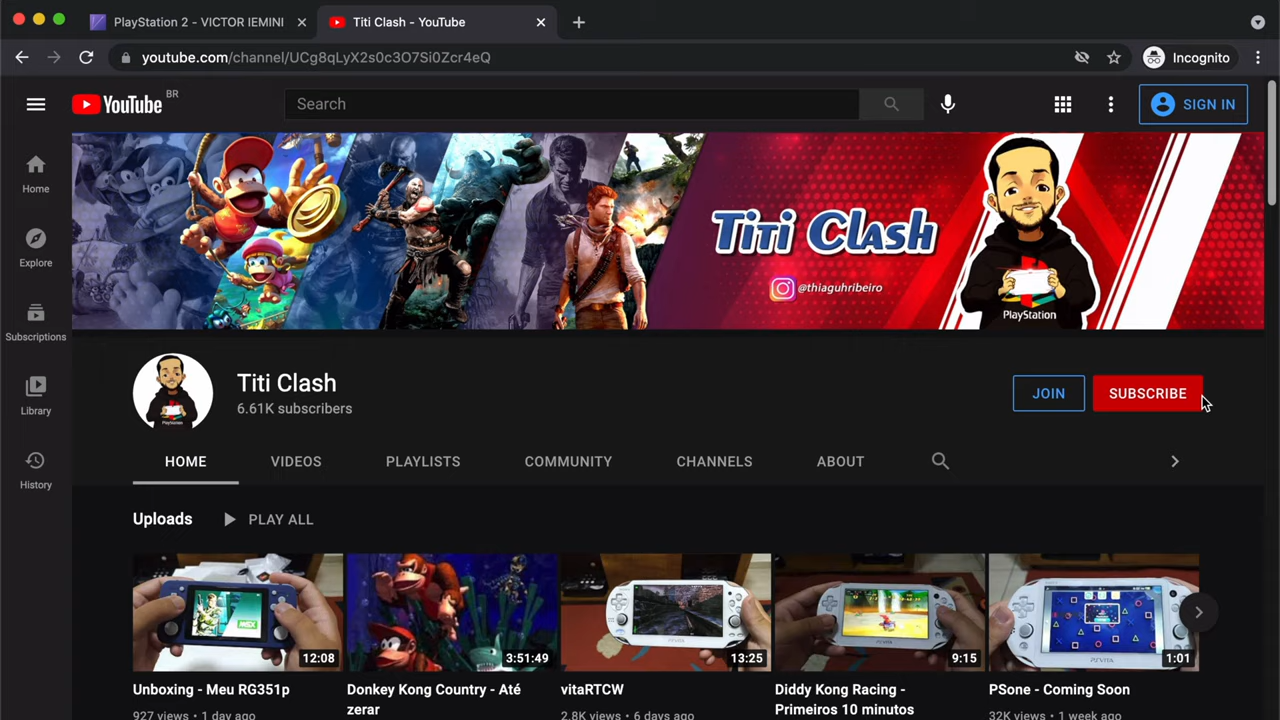 PlayStation 2 - VICTOR IEMINI
Titi Clash - YouTube
youtube.com/channel/UCg8qLyX2s0c3O7Si0Zcr4eQ
Incognito
YouTube BR
Search
SIGN IN
Home
Explore
Subscriptions
Library
History
Titi Clash
@thiaguhribeiro
PlayStation
Titi Clash
6.61K subscribers
JOIN
SUBSCRIBE
HOME
VIDEOS
PLAYLISTS
COMMUNITY
CHANNELS
ABOUT
Uploads
PLAY ALL
MSX
12:08
3:51:49
13:25
9:15
PS VITA
1:01
Unboxing - Meu RG351p
927 views • 1 day ago
Donkey Kong Country - Até
zerar
vitaRTCW
2.8K views • 6 days ago
Diddy Kong Racing -
Primeiros 10 minutos
PSone - Coming Soon
32K views • 1 week ago